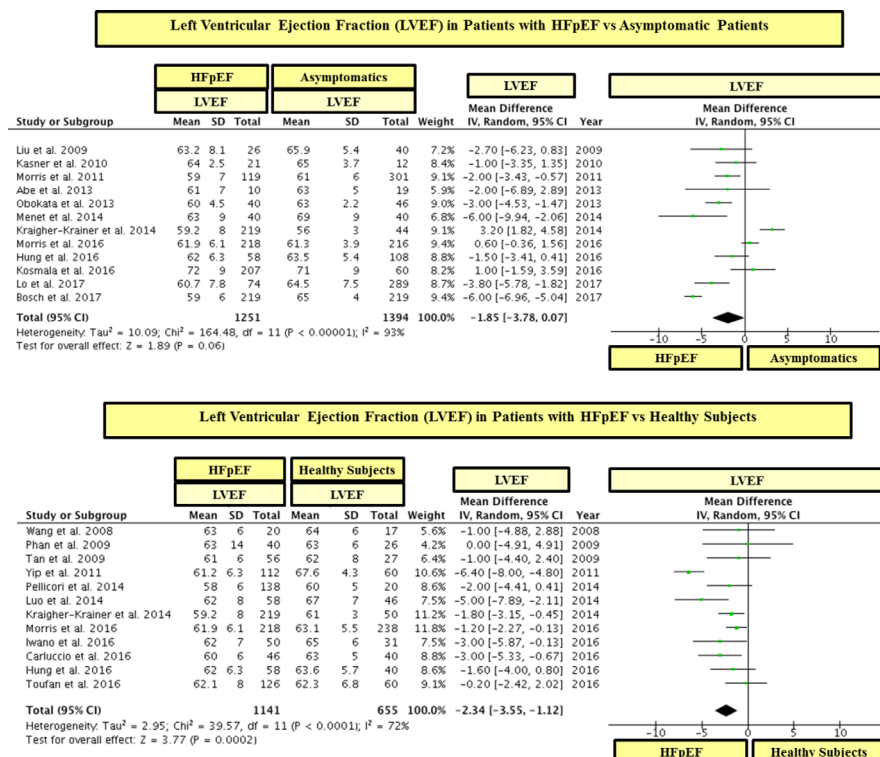 Left Ventricular Ejection Fraction (LVEF) in Patients with HFpEF vs Asymptomatic Patients
HFpEF Asymptomatics LVEF LVEF
LVEF LVEF Mean Difference Mean Difference
Study or Subgroup Mean SD Total Mean SD Total Weight IV, Random, 95% CI Year IV, Random, 95% CI
Liu et al. 2009 63.2 8.1 26 65.9 5.4 40 7.2% -2.70 [-6.23, 0.83] 2009
Kasner et al. 2010 64 2.5 21 65 3.7 12 8.4% -1.00 [-3.35, 1.35] 2010
Morris et al. 2011 59 7 119 61 6 301 9.1% -2.00 [-3.43, -0.57] 2011
Abe et al. 2013 61 7 10 63 5 19 5.5% -2.00 [-6.89, 2.89] 2013
Obokata et al. 2013 60 4.5 40 63 2.2 46 9.0% -3.00 [-4.53, -1.47] 2013
Menet et al. 2014 63 9 40 69 9 40 6.8% -6.00 [-9.94, -2.06] 2014
Kraigher-Krainer et al. 2014 59.2 8 219 56 3 44 9.1% 3.20 [1.82, 4.58] 2014
Morris et al. 2016 61.9 6.1 218 61.3 3.9 216 9.4% 0.60 [-0.36, 1.56] 2016
Hung et al. 2016 62 6.3 58 63.5 5.4 108 8.8% -1.50 [-3.41, 0.41] 2016
Kosmala et al. 2016 72 9 207 71 9 60 8.3% 1.00 [-1.59, 3.59] 2016
Lo et al. 2017 60.7 7.8 74 64.5 7.5 289 8.8% -3.80 [-5.78, -1.82] 2017
Bosch et al. 2017 59 6 219 65 4 219 9.4% -6.00 [-6.96, -5.04] 2017
Total (95% CI) 1251 1394 100.0% -1.85 [-3.78, 0.07]
Heterogeneity: Tau² = 10.09; Chi² = 164.48, df = 11 (P < 0.00001); I² = 93%
Test for overall effect: Z = 1.89 (P = 0.06)
-10 -5 0 5 10
HFpEF Asymptomatics
Left Ventricular Ejection Fraction (LVEF) in Patients with HFpEF vs Healthy Subjects
HFpEF Healthy Subjects LVEF LVEF
LVEF LVEF Mean Difference Mean Difference
Study or Subgroup Mean SD Total Mean SD Total Weight IV, Random, 95% CI Year IV, Random, 95% CI
Wang et al. 2008 63 6 20 64 6 17 5.6% -1.00 [-4.88, 2.88] 2008
Phan et al. 2009 63 14 40 63 6 26 4.2% 0.00 [-4.91, 4.91] 2009
Tan et al. 2009 61 6 56 62 8 27 6.4% -1.00 [-4.40, 2.40] 2009
Yip et al. 2011 61.2 6.3 112 67.6 4.3 60 10.6% -6.40 [-8.00, -4.80] 2011
Pellicori et al. 2014 58 6 138 60 5 20 8.7% -2.00 [-4.41, 0.41] 2014
Luo et al. 2014 62 8 58 67 7 46 7.5% -5.00 [-7.89, -2.11] 2014
Kraigher-Krainer et al. 2014 59.2 8 219 61 3 50 11.1% -1.80 [-3.15, -0.45] 2014
Morris et al. 2016 61.9 6.1 218 63.1 5.5 238 11.8% -1.20 [-2.27, -0.13] 2016
Iwano et al. 2016 62 7 50 65 6 31 7.5% -3.00 [-5.87, -0.13] 2016
Carluccio et al. 2016 60 6 46 63 5 40 8.8% -3.00 [-5.33, -0.67] 2016
Hung et al. 2016 62 6.3 58 63.6 5.7 40 8.7% -1.60 [-4.00, 0.80] 2016
Toufan et al. 2016 62.1 8 126 62.3 6.8 60 9.1% -0.20 [-2.42, 2.02] 2016
Total (95% CI) 1141 655 100.0% -2.34 [-3.55, -1.12]
Heterogeneity: Tau² = 2.95; Chi² = 39.57, df = 11 (P < 0.0001); I² = 72%
Test for overall effect: Z = 3.77 (P = 0.0002)
-10 -5 0 5 10
HFpEF Healthy Subjects